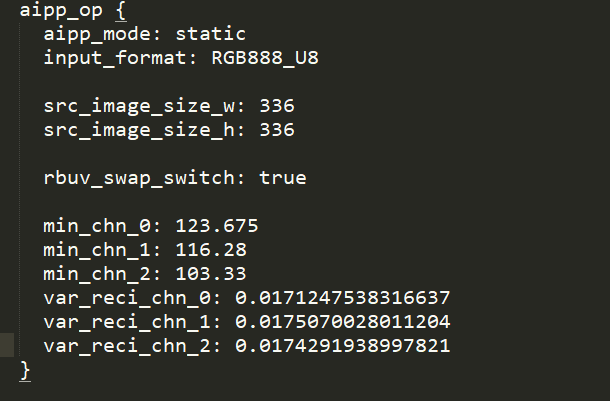 aipp_op {
aipp_mode: static
input_format: RGB888_U8
src_image_size_w: 336
src_image_size_h: 336
rbuv_swap_switch: true
min_chn_0: 123.675
min_chn_1: 116.28
min_chn_2: 103.33
var_reci_chn_0: 0.0171247538316637
var_reci_chn_1: 0.0175070028011204
var_reci_chn_2: 0.0174291938997821
}